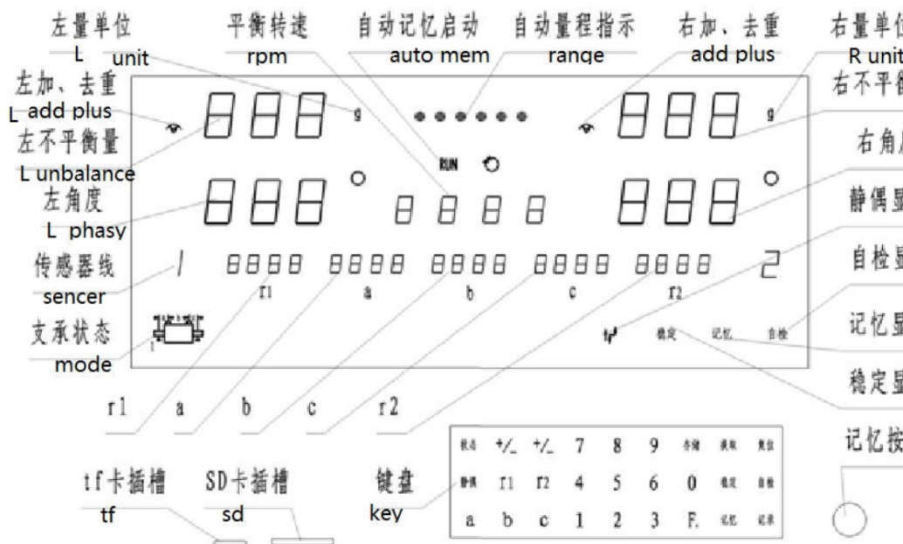 左量单位 平衡转速 自动记忆启动 自动量程指示 右加、去重 右量单位
L unit rpm auto mem range add plus R unit
左加、去重
L add plus g g 右不平衡
左不平衡量
L unbalance RUN 右角
左角度
L phasy 静偶显
传感器线 1 2 自检显
sencer r1 a b c r2
支承状态 稳定 记忆 自检 记忆显
mode 稳定显
r1 a b c r2
记忆按
+/_ +/_ 7 8 9 存储 复位
tf卡插槽 SD卡插槽 键盘 静偶 r1 r2 4 5 6 0 稳定 自检
tf sd key
a b c 1 2 3 F. 记忆 记录